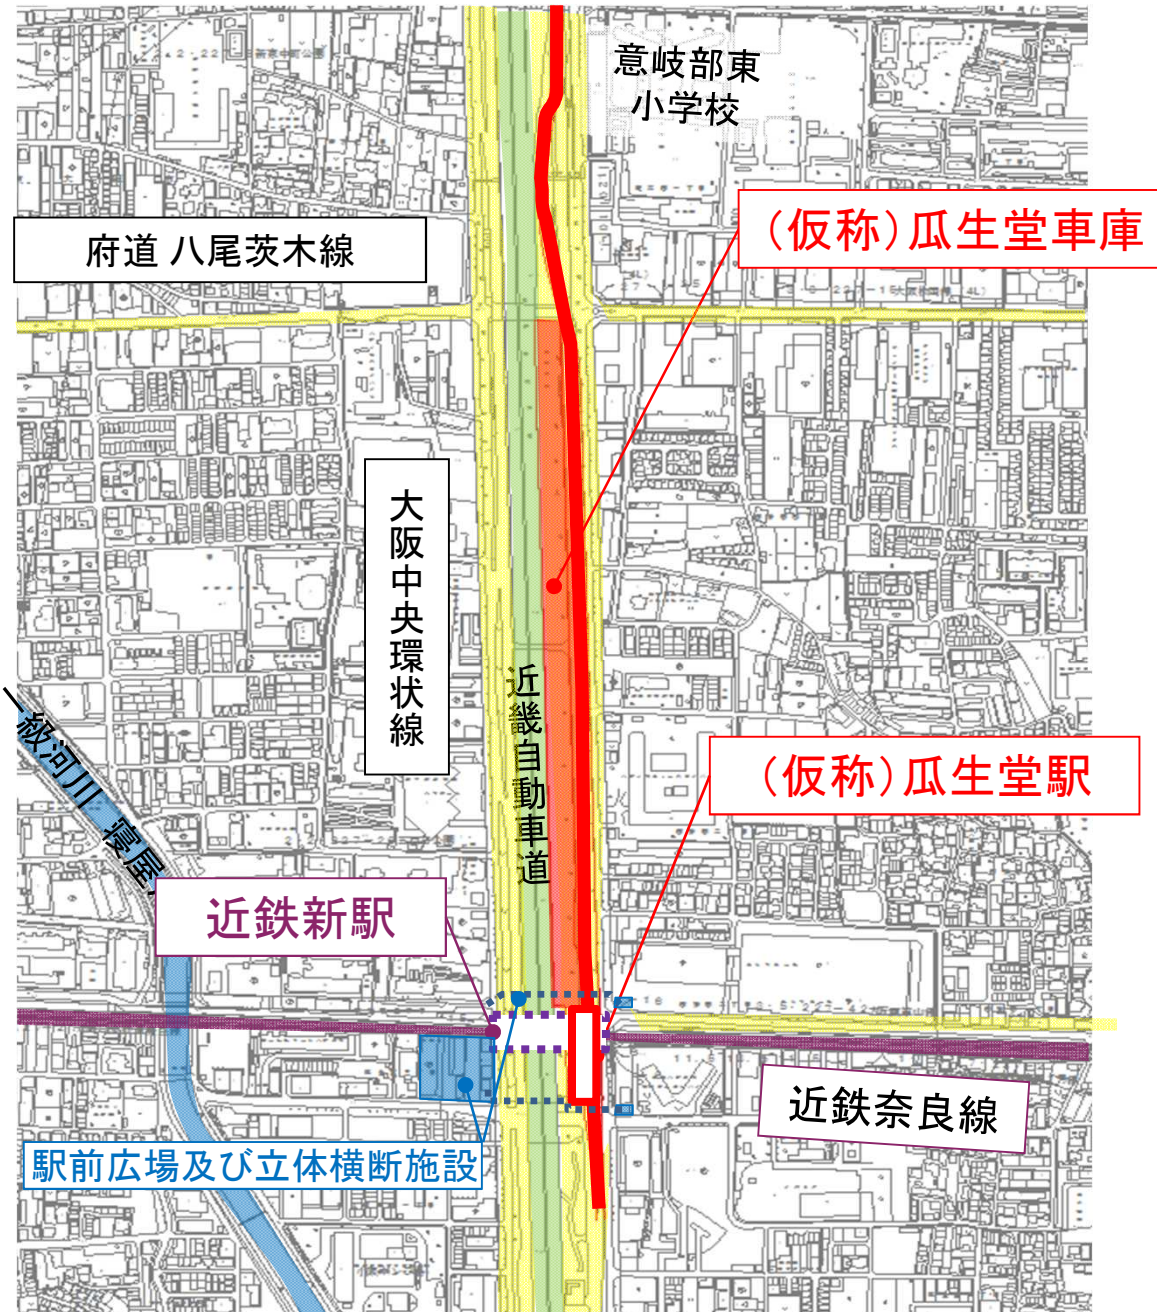 意岐部東
小学校
(仮称)瓜生堂車庫
府道 八尾茨木線
大阪中央環状線
近畿自動車道
(仮称)瓜生堂駅
一級河川 寝屋
近鉄新駅
近鉄奈良線
駅前広場及び立体横断施設